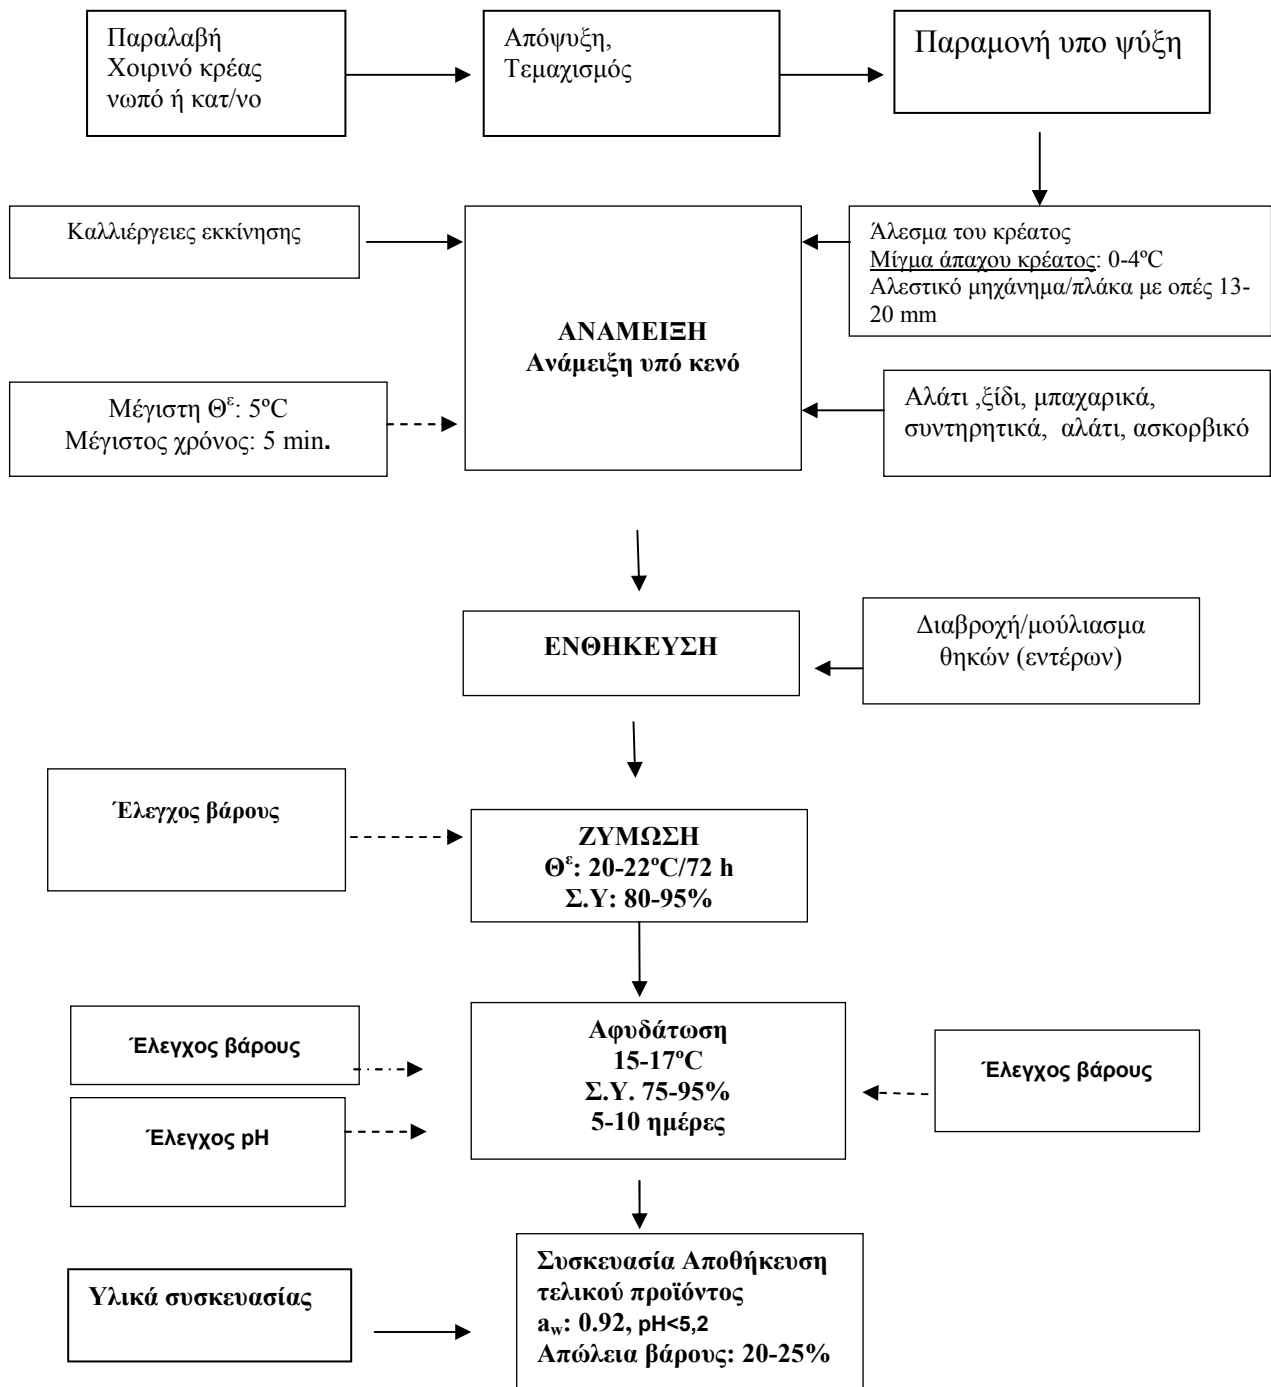 Παραλαβή
Χοιρινό κρέας
νωπό ή κατ/νο
Απόψυξη,
Τεμαχισμός
Παραμονή υπο ψύξη
Καλλιέργειες εκκίνησης
ΑΝΑΜΕΙΞΗ
Ανάμειξη υπό κενό
Άλεσμα του κρέατος
Μίγμα άπαχου κρέατος: 0-4ºC
Αλεστικό μηχάνημα/πλάκα με οπές 13-
20 mm
Μέγιστη Θᵋ: 5ºC
Μέγιστος χρόνος: 5 min.
Αλάτι ,ξίδι, μπαχαρικά,
συντηρητικά, αλάτι, ασκορβικό
ΕΝΘΗΚΕΥΣΗ
Διαβροχή/μούλιασμα
θηκών (εντέρων)
Έλεγχος βάρους
ΖΥΜΩΣΗ
Θᵋ: 20-22ºC/72 h
Σ.Υ: 80-95%
Έλεγχος βάρους
Έλεγχος pH
Αφυδάτωση
15-17ºC
Σ.Υ. 75-95%
5-10 ημέρες
Έλεγχος βάρους
Υλικά συσκευασίας
Συσκευασία Αποθήκευση
τελικού προϊόντος
aw: 0.92, pH<5,2
Απώλεια βάρους: 20-25%